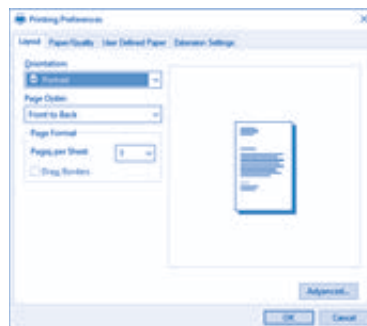 Printing Preferences
Layout Paper/Quality User Defined Paper Extension Settings
Orientation:
Portrait
Page Order:
Front to Back
Page Format
Pages per Sheet 1
Draw Borders
Advanced...
OK Cancel